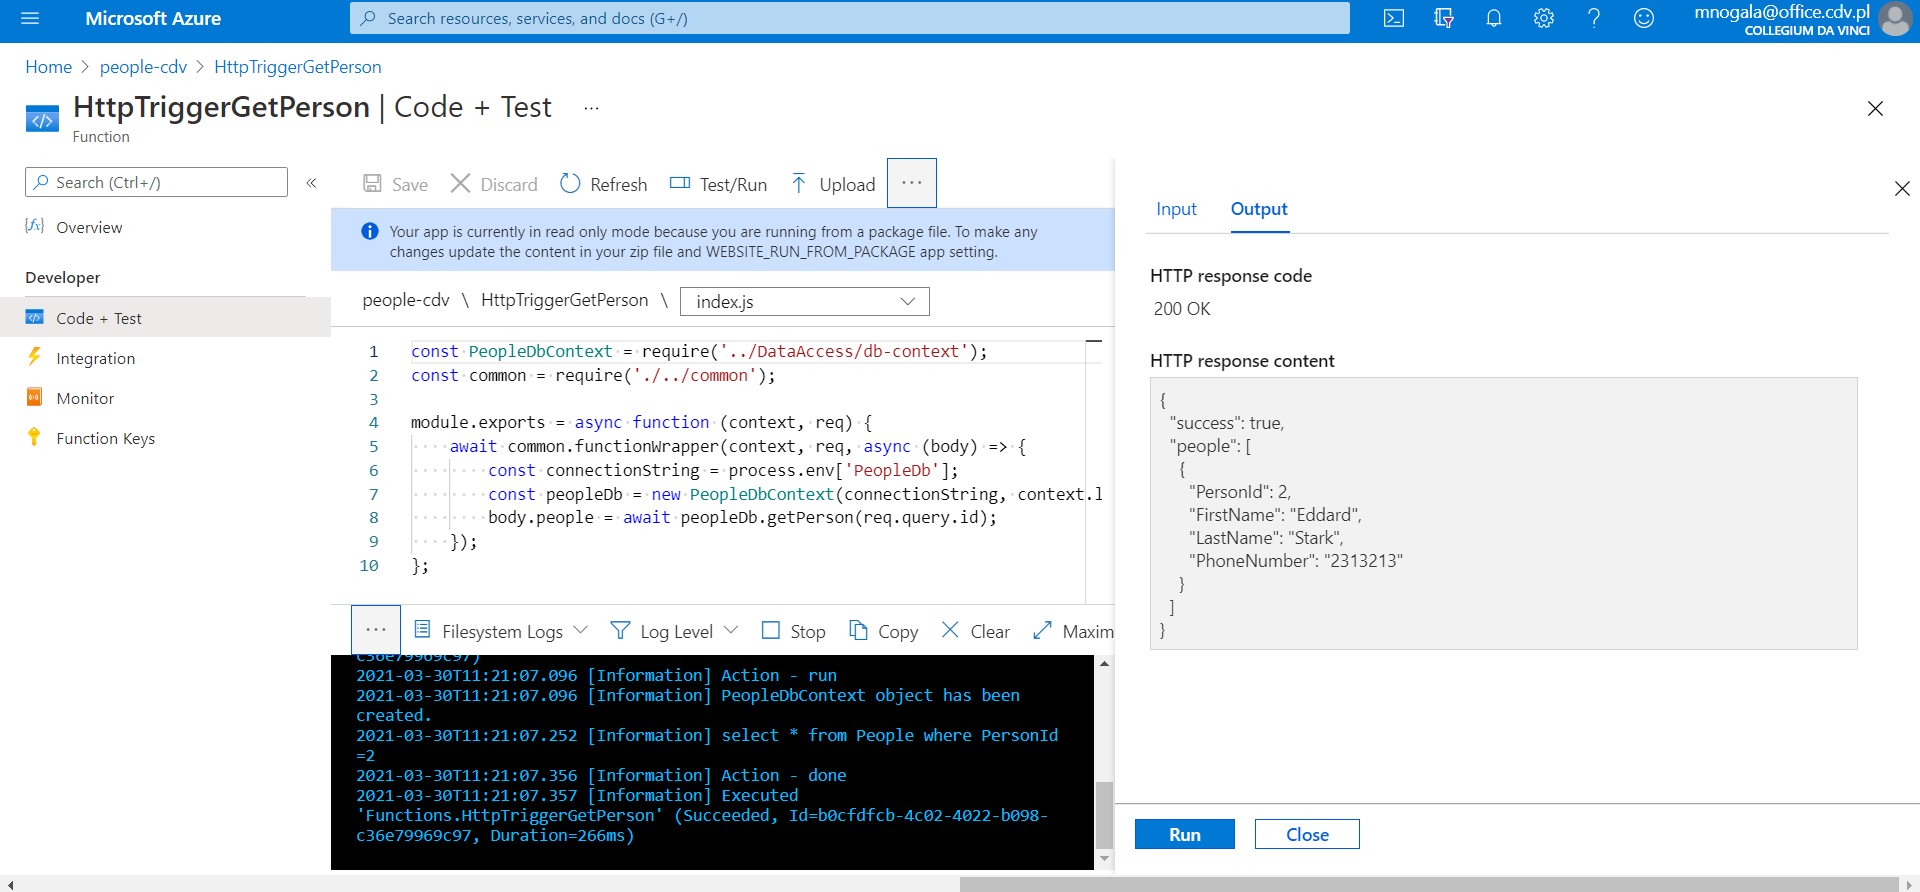 Microsoft Azure
Search resources, services, and docs (G+/)
mnogala@office.cdv.pl
COLLEGIUM DA VINCI
Home > people-cdv > HttpTriggerGetPerson
HttpTriggerGetPerson | Code + Test ...
Function
Search (Ctrl+/)
«
Overview
Developer
Code + Test
Integration
Monitor
Function Keys
Save Discard Refresh Test/Run Upload ...
Your app is currently in read only mode because you are running from a package file. To make any
changes update the content in your zip file and WEBSITE_RUN_FROM_PACKAGE app setting.
people-cdv \ HttpTriggerGetPerson \ index.js
1 const PeopleDbContext = require('../DataAccess/db-context');
2 const common = require('./../common');
3
4 module.exports = async function (context, req) {
5     await common.functionWrapper(context, req, async (body) => {
6         const connectionString = process.env['PeopleDb'];
7         const peopleDb = new PeopleDbContext(connectionString, context.l
8         body.people = await peopleDb.getPerson(req.query.id);
9     });
10 };
... Filesystem Logs Log Level Stop Copy Clear Maxim
c36e79969c97)
2021-03-30T11:21:07.096 [Information] Action - run
2021-03-30T11:21:07.096 [Information] PeopleDbContext object has been
created.
2021-03-30T11:21:07.252 [Information] select * from People where PersonId
=2
2021-03-30T11:21:07.356 [Information] Action - done
2021-03-30T11:21:07.357 [Information] Executed
'Functions.HttpTriggerGetPerson' (Succeeded, Id=b0cfdfcb-4c02-4022-b098-
c36e79969c97, Duration=266ms)
Input Output
HTTP response code
200 OK
HTTP response content
{
  "success": true,
  "people": [
    {
      "PersonId": 2,
      "FirstName": "Eddard",
      "LastName": "Stark",
      "PhoneNumber": "2313213"
    }
  ]
}
Run Close